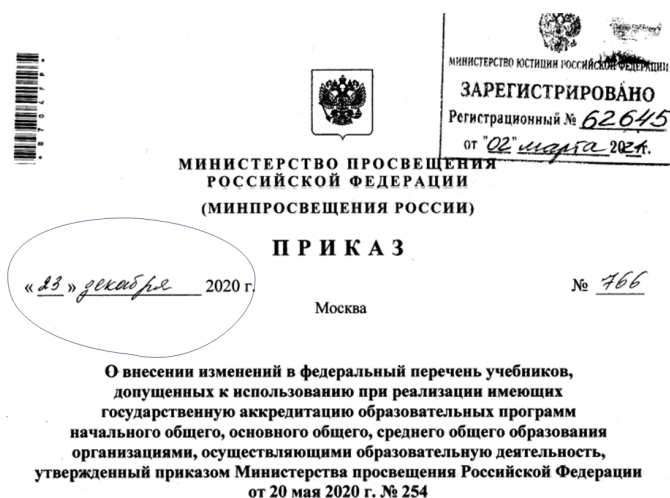 МИНИСТЕРСТВО ЮСТИЦИИ РОССИЙСКОЙ ФЕДЕРАЦИИ
ЗАРЕГИСТРИРОВАНО
Регистрационный № 62645
от "02" марта 2021.
*87047Р*
МИНИСТЕРСТВО ПРОСВЕЩЕНИЯ
РОССИЙСКОЙ ФЕДЕРАЦИИ
(МИНПРОСВЕЩЕНИЯ РОССИИ)
ПРИКАЗ
« 23 » декабря 2020 г. № 766
Москва
О внесении изменений в федеральный перечень учебников,
допущенных к использованию при реализации имеющих
государственную аккредитацию образовательных программ
начального общего, основного общего, среднего общего образования
организациями, осуществляющими образовательную деятельность,
утвержденный приказом Министерства просвещения Российской Федерации
от 20 мая 2020 г. № 254